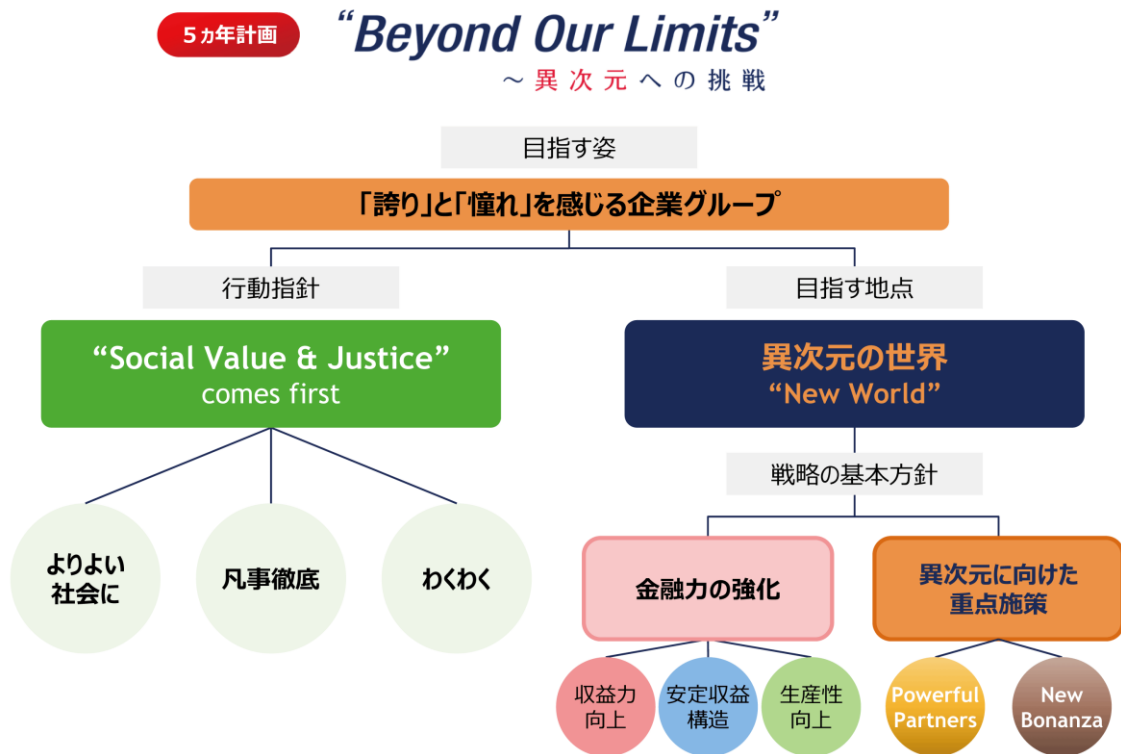 5ヵ年計画
“Beyond Our Limits”
～異次元への挑戦
目指す姿
「誇り」と「憧れ」を感じる企業グループ
行動指針
目指す地点
“Social Value & Justice”
comes first
異次元の世界
“New World”
戦略の基本方針
よりよい
社会に
凡事徹底
わくわく
金融力の強化
異次元に向けた
重点施策
収益力
向上
安定収益
構造
生産性
向上
Powerful
Partners
New
Bonanza